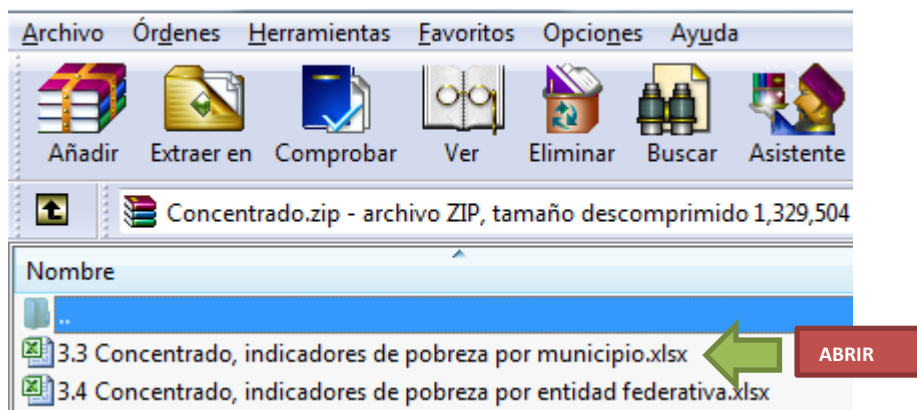 Archivo Órdenes Herramientas Favoritos Opciones Ayuda
Añadir Extraer en Comprobar Ver Eliminar Buscar Asistente
Concentrado.zip - archivo ZIP, tamaño descomprimido 1,329,504
Nombre
..
3.3 Concentrado, indicadores de pobreza por municipio.xlsx
ABRIR
3.4 Concentrado, indicadores de pobreza por entidad federativa.xlsx